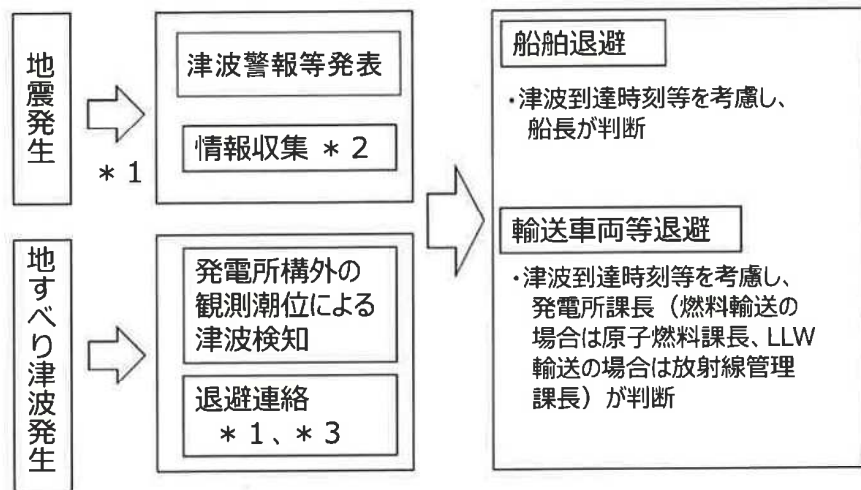 地震発生
＊１
津波警報等発表
情報収集 ＊２
地すべり津波発生
発電所構外の
観測潮位による
津波検知
退避連絡
＊１、＊３
船舶退避
・津波到達時刻等を考慮し、
船長が判断
輸送車両等退避
・津波到達時刻等を考慮し、
発電所課長（燃料輸送の
場合は原子燃料課長、LLW
輸送の場合は放射線管理
課長）が判断